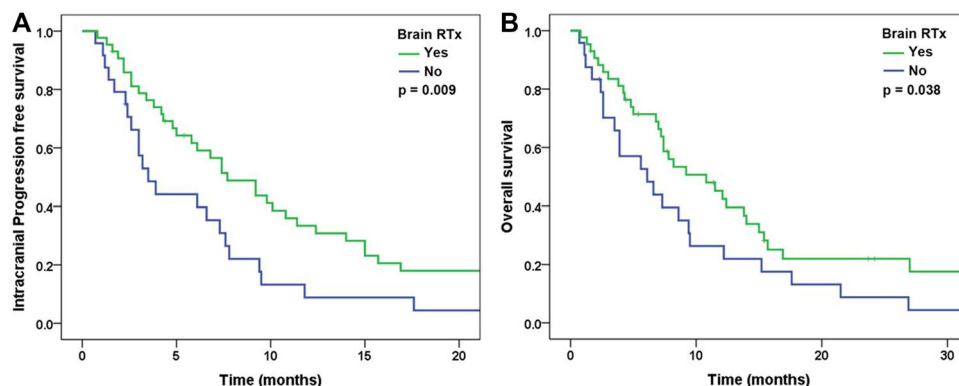 A
Intracranial Progression free survival
1.0
0.8
0.6
0.4
0.2
0.0
Brain RTx
Yes
No
p = 0.009
0 5 10 15 20
Time (months)
B
Overall survival
1.0
0.8
0.6
0.4
0.2
0.0
Brain RTx
Yes
No
p = 0.038
0 10 20 30
Time (months)